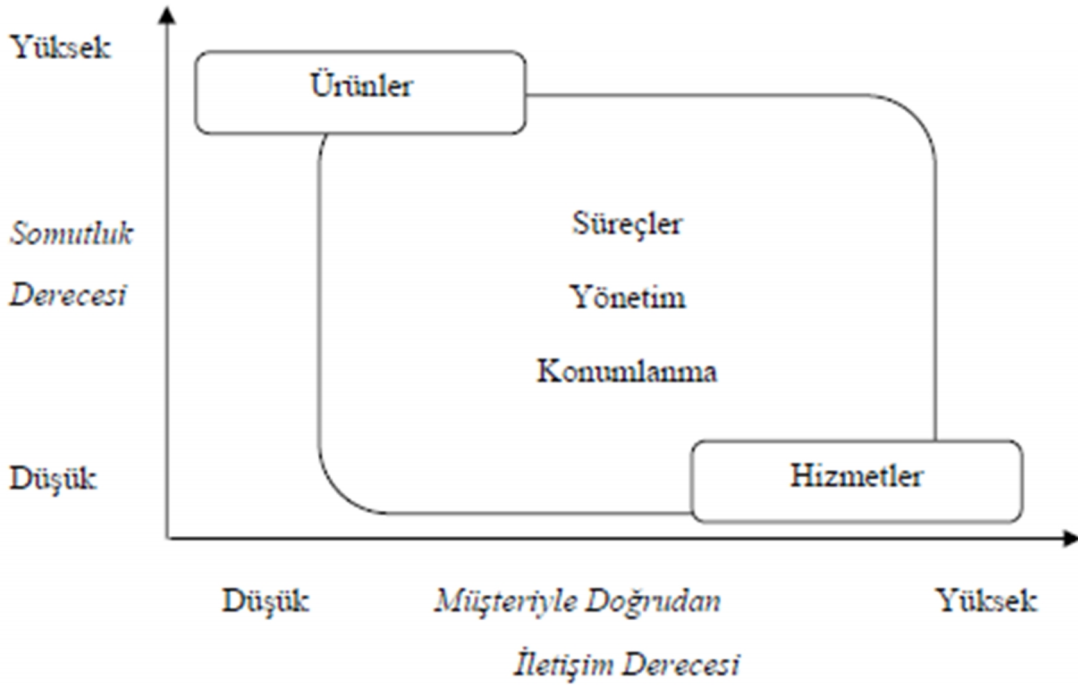 Yüksek
Ürünler
Süreçler
Somutluk
Derecesi
Yönetim
Konumlanma
Düşük
Hizmetler
Düşük
Müşteriyle Doğrudan
Yüksek
İletişim Derecesi